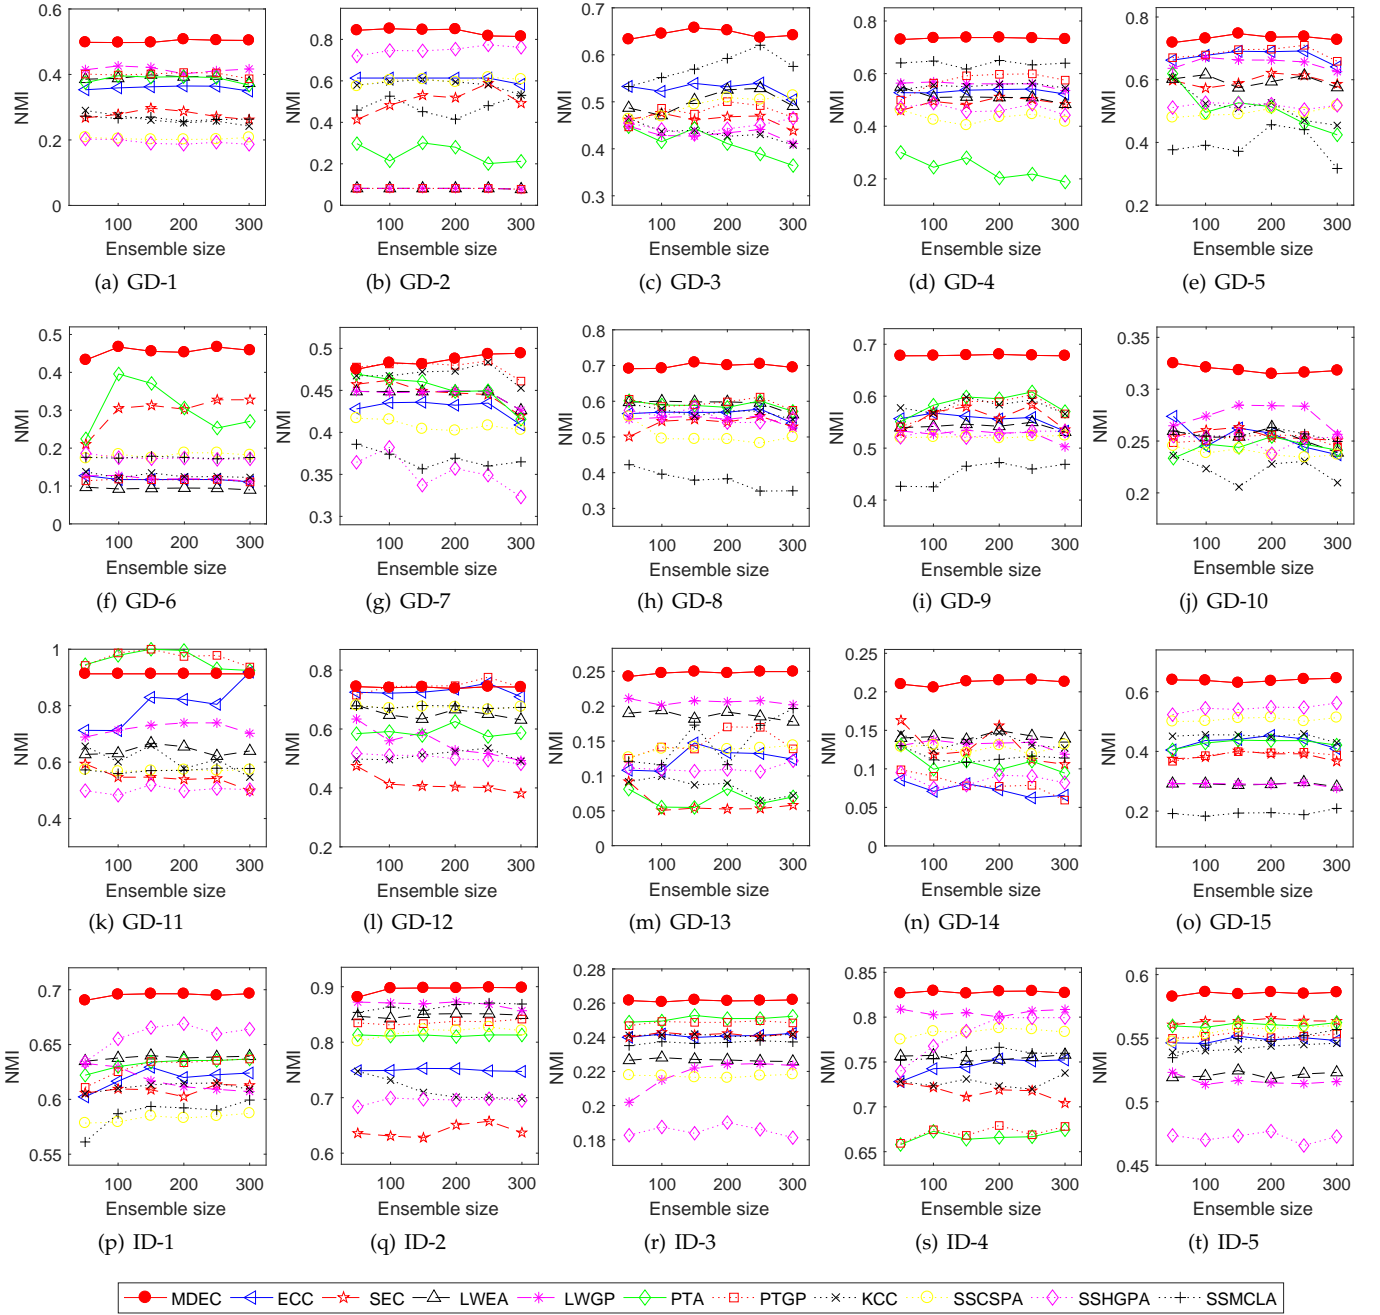 0.6
0.4
0.2
0
NMI
100 200 300
Ensemble size
(a) GD-1
0.8
0.6
0.4
0.2
0
NMI
100 200 300
Ensemble size
(b) GD-2
0.7
0.6
0.5
0.4
0.3
NMI
100 200 300
Ensemble size
(c) GD-3
0.8
0.6
0.4
0.2
NMI
100 200 300
Ensemble size
(d) GD-4
0.8
0.6
0.4
0.2
NMI
100 200 300
Ensemble size
(e) GD-5
0.5
0.4
0.3
0.2
0.1
0
NMI
100 200 300
Ensemble size
(f) GD-6
0.5
0.45
0.4
0.35
0.3
NMI
100 200 300
Ensemble size
(g) GD-7
0.8
0.7
0.6
0.5
0.4
0.3
NMI
100 200 300
Ensemble size
(h) GD-8
0.7
0.6
0.5
0.4
NMI
100 200 300
Ensemble size
(i) GD-9
0.35
0.3
0.25
0.2
NMI
100 200 300
Ensemble size
(j) GD-10
1
0.8
0.6
0.4
NMI
100 200 300
Ensemble size
(k) GD-11
0.8
0.6
0.4
0.2
NMI
100 200 300
Ensemble size
(l) GD-12
0.25
0.2
0.15
0.1
0.05
0
NMI
100 200 300
Ensemble size
(m) GD-13
0.25
0.2
0.15
0.1
0.05
0
NMI
100 200 300
Ensemble size
(n) GD-14
0.6
0.4
0.2
NMI
100 200 300
Ensemble size
(o) GD-15
0.7
0.65
0.6
0.55
NMI
100 200 300
Ensemble size
(p) ID-1
0.9
0.8
0.7
0.6
NMI
100 200 300
Ensemble size
(q) ID-2
0.28
0.26
0.24
0.22
0.2
0.18
NMI
100 200 300
Ensemble size
(r) ID-3
0.85
0.8
0.75
0.7
0.65
NMI
100 200 300
Ensemble size
(s) ID-4
0.6
0.55
0.5
0.45
NMI
100 200 300
Ensemble size
(t) ID-5
MDEC ECC SEC LWEA LWGP PTA PTGP KCC SSCSPA SSHGPA SSMCLA